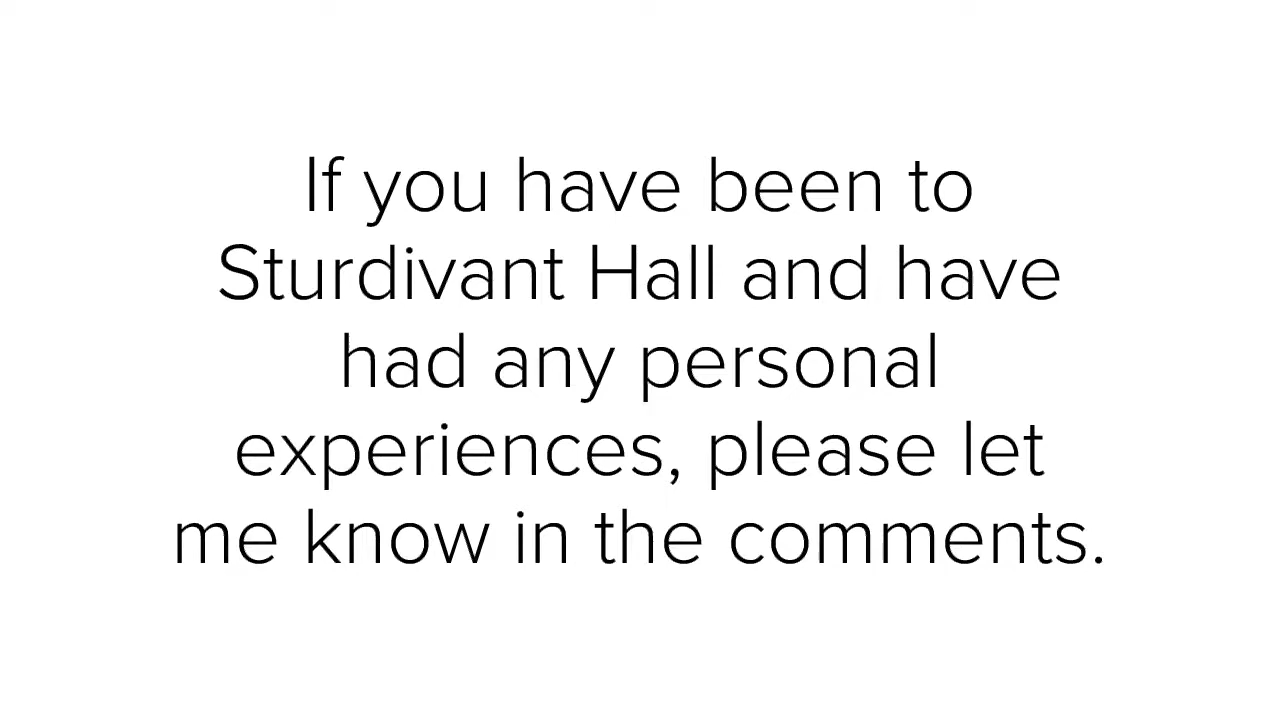 If you have been to
Sturdivant Hall and have
had any personal
experiences, please let
me know in the comments.